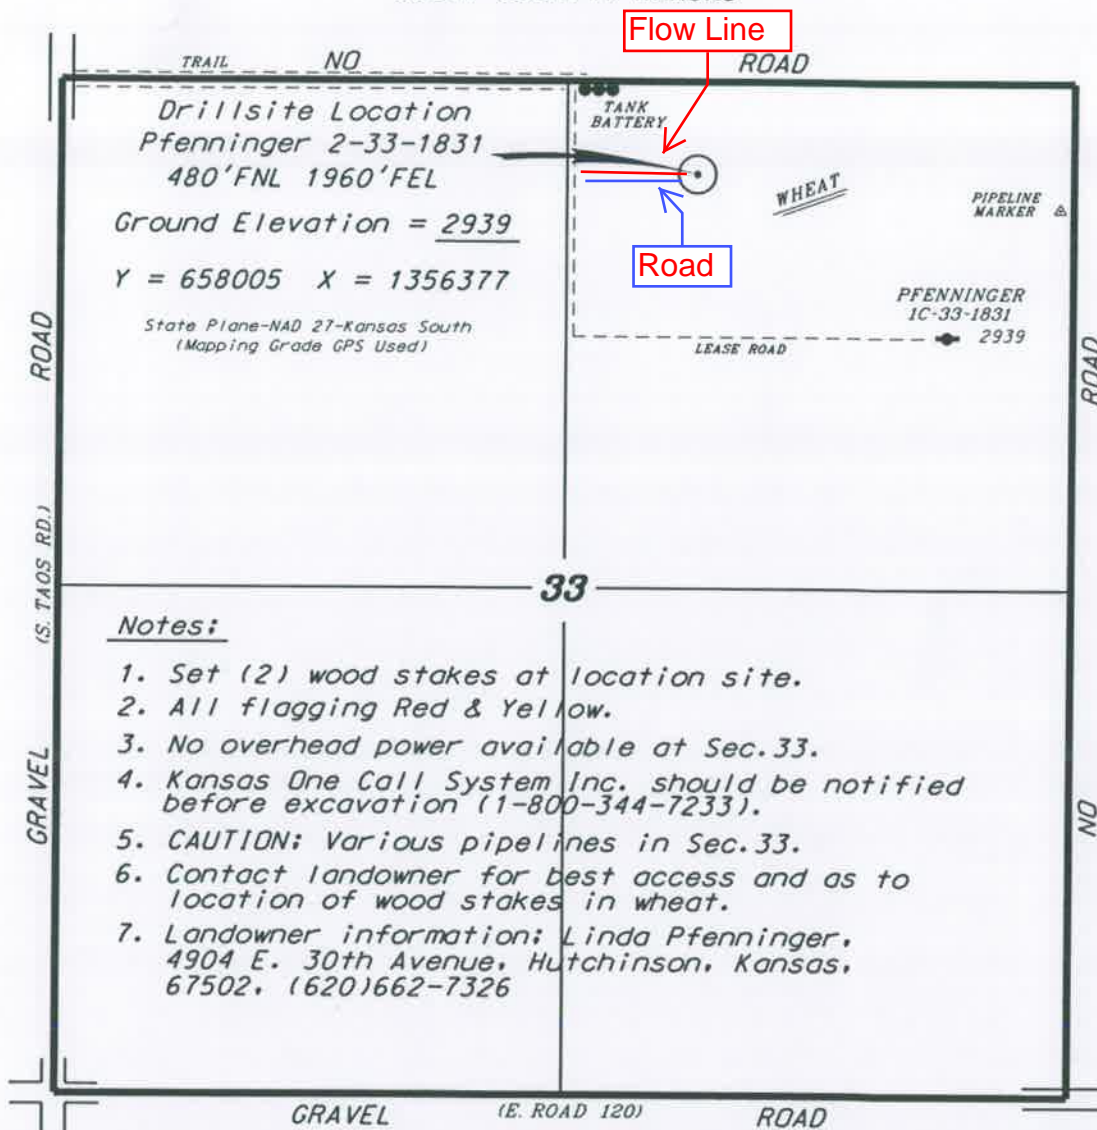 Flow Line
TRAIL NO ROAD
Drillsite Location
Pfenninger 2-33-1831
480'FNL 1960'FEL
Ground Elevation = 2939
Y = 658005 X = 1356377
State Plane-NAD 27-Kansas South
(Mapping Grade GPS Used)
TANK
BATTERY
WHEAT
PIPELINE
MARKER
Road
PFENNINGER
1C-33-1831
2939
LEASE ROAD
ROAD
(S. TAOS RD.)
GRAVEL
ROAD
NO
33
Notes:
1. Set (2) wood stakes at location site.
2. All flagging Red & Yellow.
3. No overhead power available at Sec.33.
4. Kansas One Call System Inc. should be notified
before excavation (1-800-344-7233).
5. CAUTION: Various pipelines in Sec.33.
6. Contact landowner for best access and as to
location of wood stakes in wheat.
7. Landowner information: Linda Pfenninger,
4904 E. 30th Avenue, Hutchinson, Kansas,
67502, (620)662-7326
GRAVEL (E. ROAD 120) ROAD